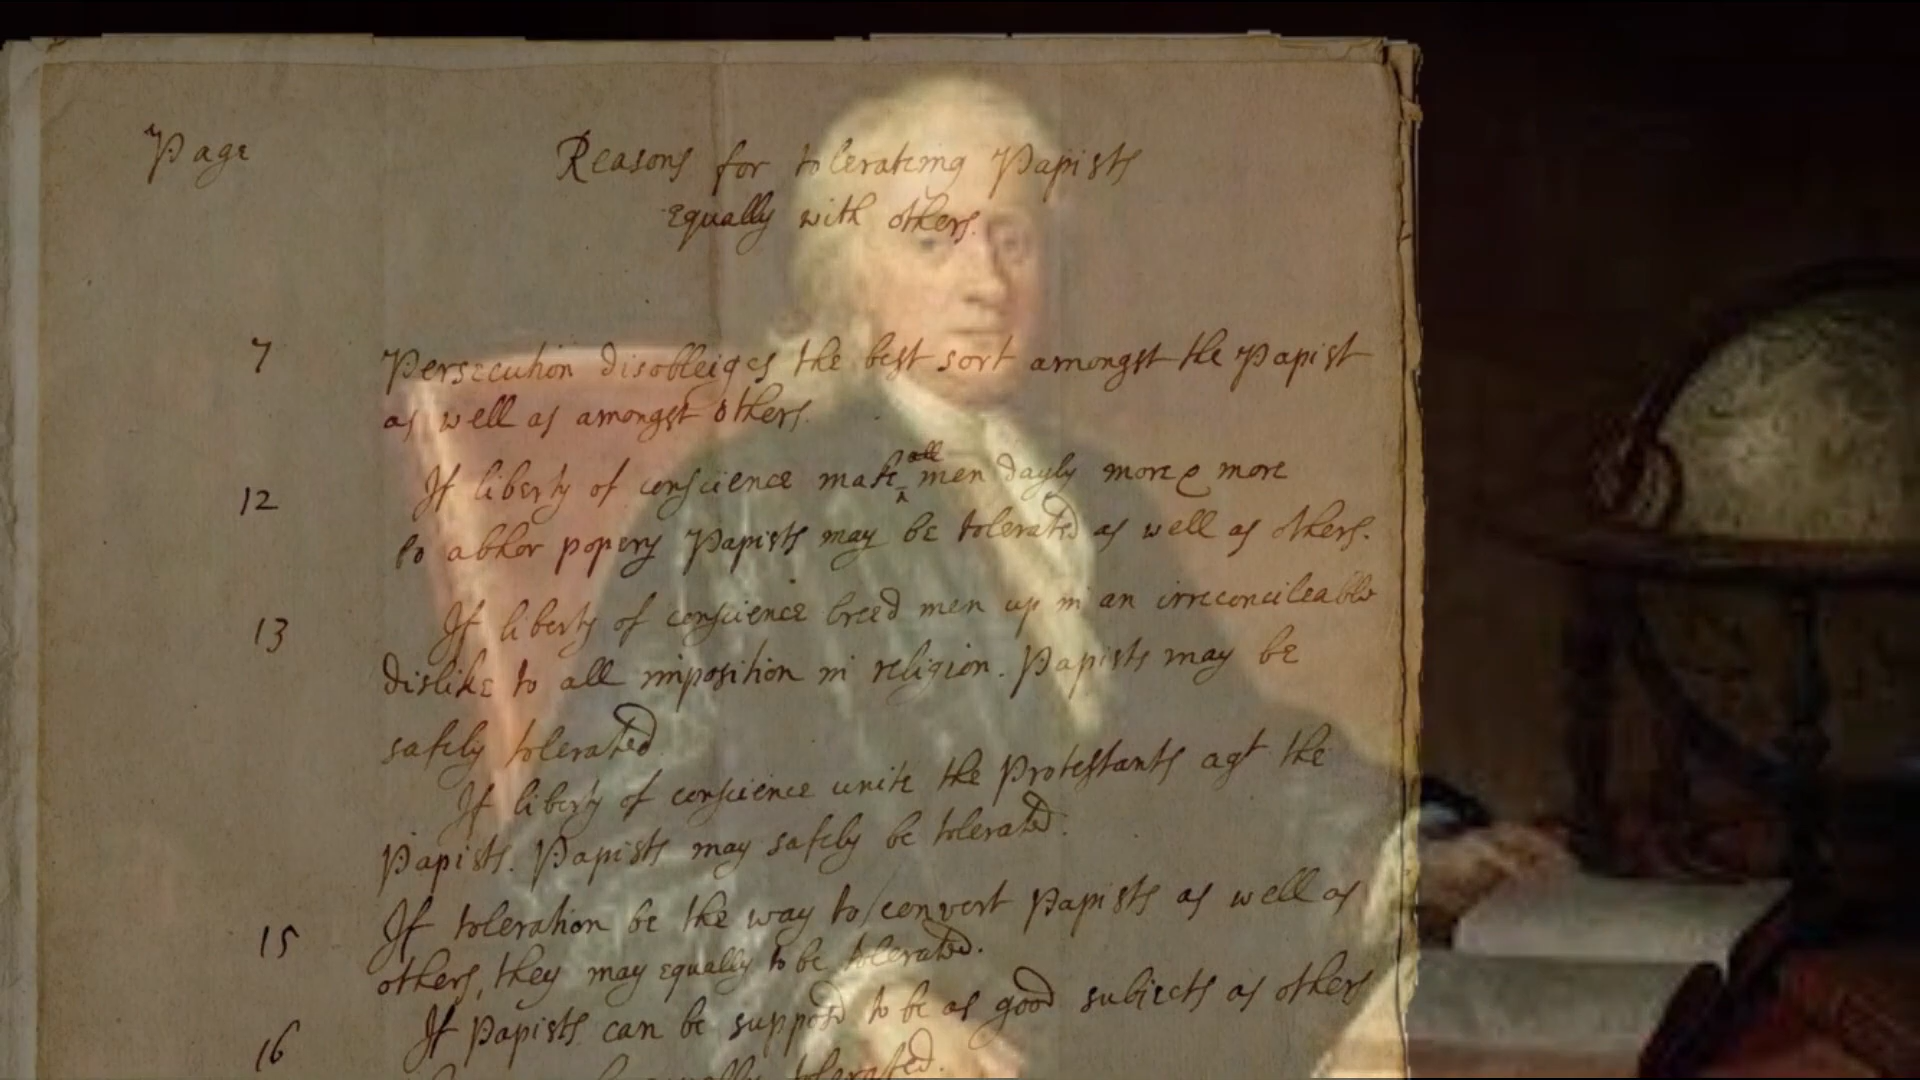 Page
Reasons for tolerating Papists
equally with others.
7 Persecution disobleiges the best sort amongst the Papist
as well as amongst others.
12 If liberty of conscience make all men dayly more & more
to abhor popery Papists may be tolerated as well as others.
13 If liberty of conscience breed men up in an irreconcileable
dislike to all imposition in religion. Papists may be
safely tolerated
If liberty of conscience unite the Protestants agt the
Papists. Papists may safely be tolerated.
15 If toleration be the way to convert Papists as well as
others, they may equally to be tolerated.
16 If Papists can be supposd to be as good subiects as others
equally tolerated.